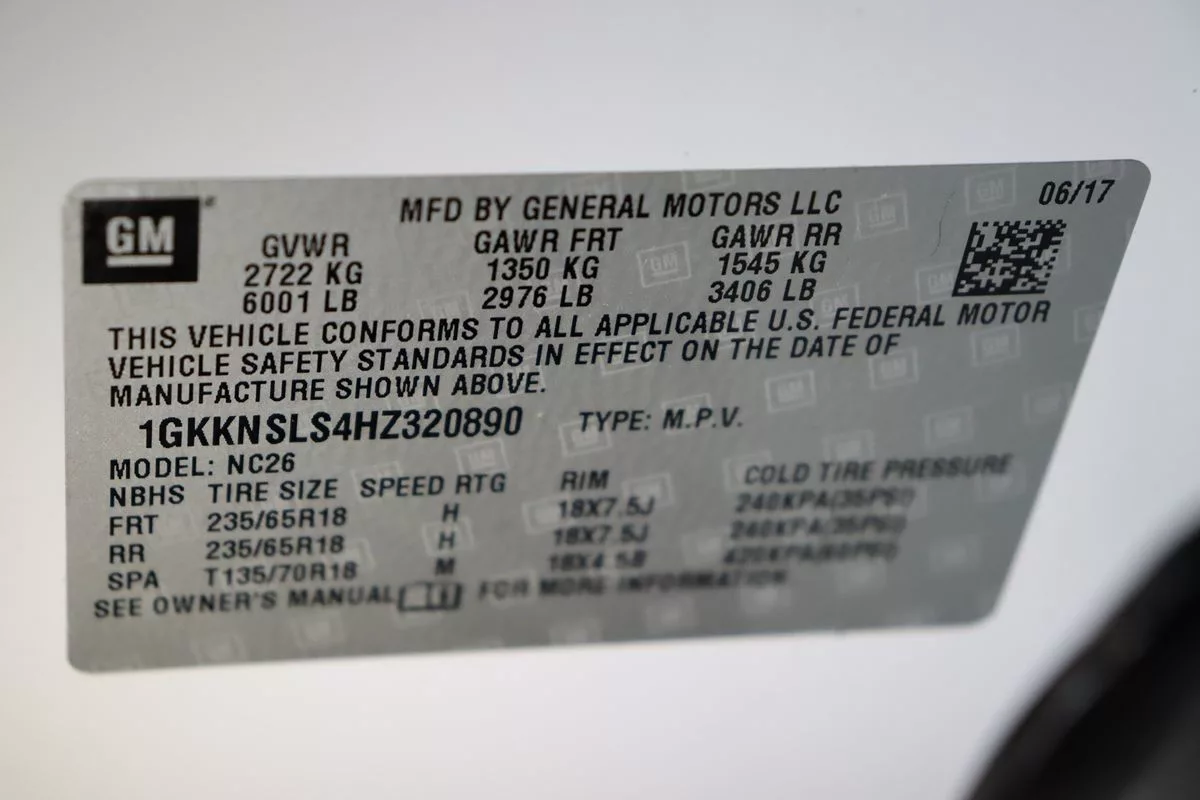 GM
MFD BY GENERAL MOTORS LLC 06/17
GVWR GAWR FRT GAWR RR
2722 KG 1350 KG 1545 KG
6001 LB 2976 LB 3406 LB
THIS VEHICLE CONFORMS TO ALL APPLICABLE U.S. FEDERAL MOTOR
VEHICLE SAFETY STANDARDS IN EFFECT ON THE DATE OF
MANUFACTURE SHOWN ABOVE.
1GKKNSLS4HZ320890 TYPE: M.P.V.
MODEL: NC26
NBHS TIRE SIZE SPEED RTG RIM COLD TIRE PRESSURE
FRT 235/65R18 H 18X7.5J 240KPA(35PSI)
RR 235/65R18 H 18X7.5J 240KPA(35PSI)
SPA T135/70R18 M 18X4.5B 420KPA(60PSI)
SEE OWNER'S MANUAL FOR MORE INFORMATION